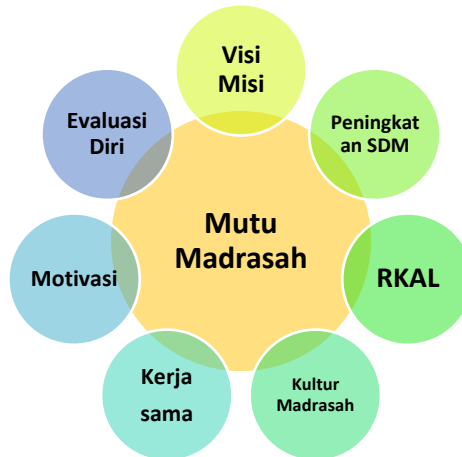 Visi
Misi
Peningkat
an SDM
RKAL
Kultur
Madrasah
Kerja
sama
Motivasi
Evaluasi
Diri
Mutu
Madrasah